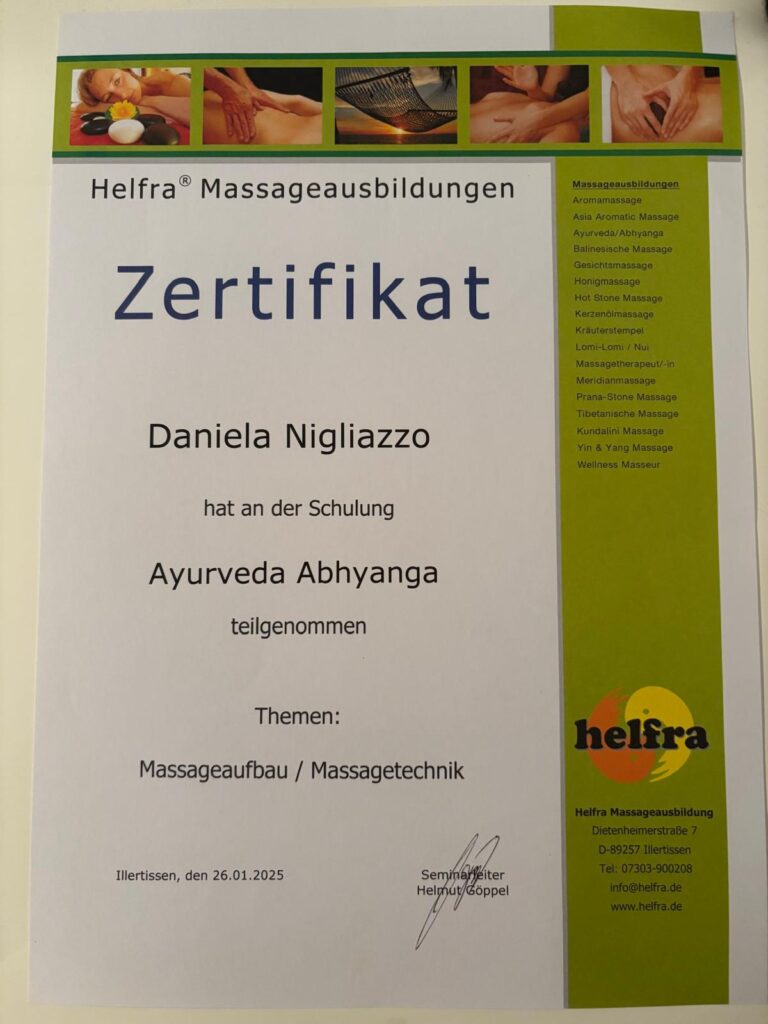 Helfra® Massageausbildungen
Zertifikat
Daniela Nigliazzo
hat an der Schulung
Ayurveda Abhyanga
teilgenommen
Themen:
Massageaufbau / Massagetechnik
Illertissen, den 26.01.2025
Seminarleiter
Helmut Göppel
Massageausbildungen
Aromamassage
Asia Aromatic Massage
Ayurveda/Abhyanga
Balinesische Massage
Gesichtsmassage
Honigmassage
Hot Stone Massage
Kerzenölmassage
Kräuterstempel
Lomi-Lomi / Nui
Massagetherapeut/-in
Meridianmassage
Prana-Stone Massage
Tibetanische Massage
Kundalini Massage
Yin & Yang Massage
Wellness Masseur
helfra
Helfra Massageausbildung
Dietenheimerstraße 7
D-89257 Illertissen
Tel: 07303-900208
info@helfra.de
www.helfra.de